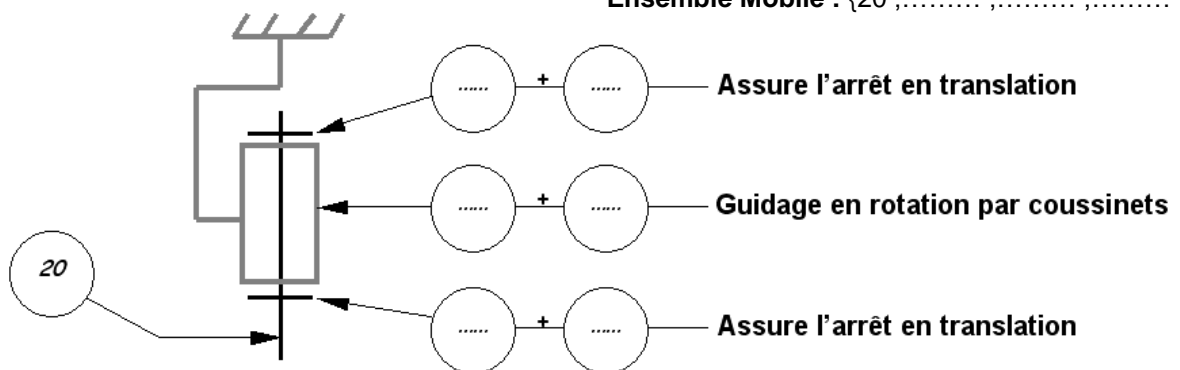 Ensemble Mobile : {20 ,……… ,……… ,………
…… + …… Assure l’arrêt en translation
…… + …… Guidage en rotation par coussinets
20
…… + …… Assure l’arrêt en translation